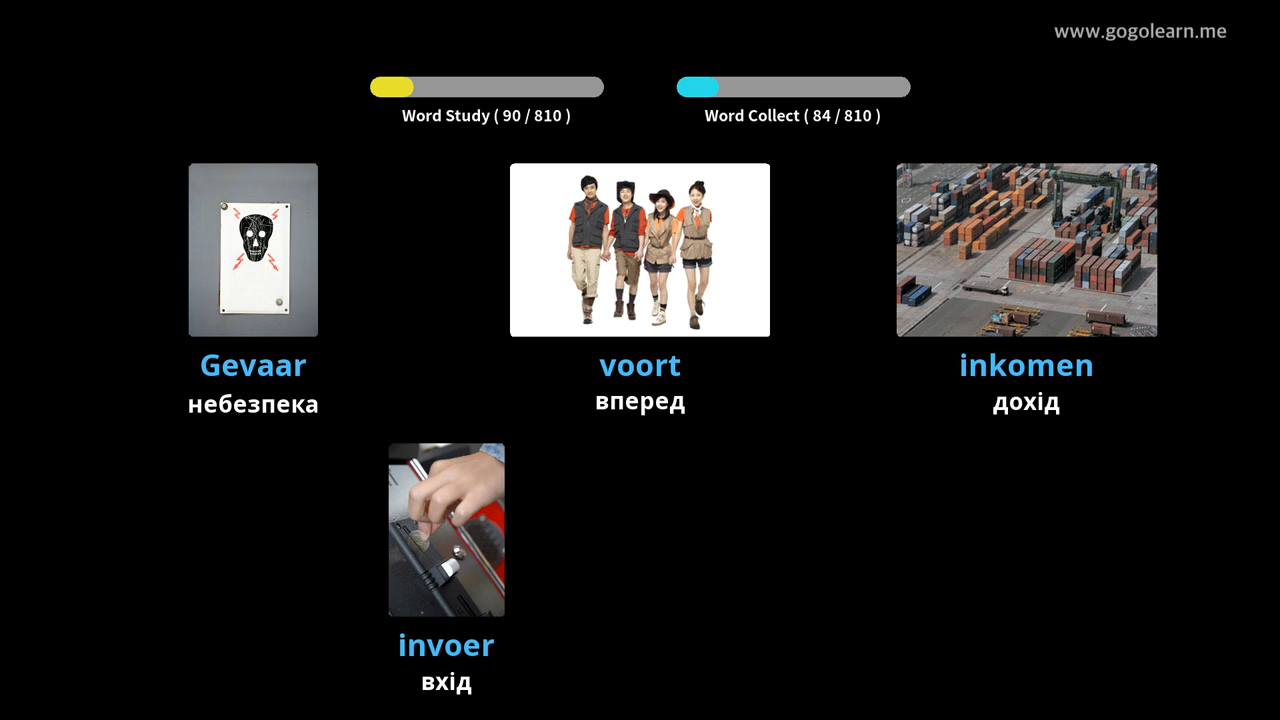 www.gogolearn.me
Word Study ( 90 / 810 )
Word Collect ( 84 / 810 )
Gevaar
небезпека
voort
вперед
inkomen
дохід
invoer
вхід